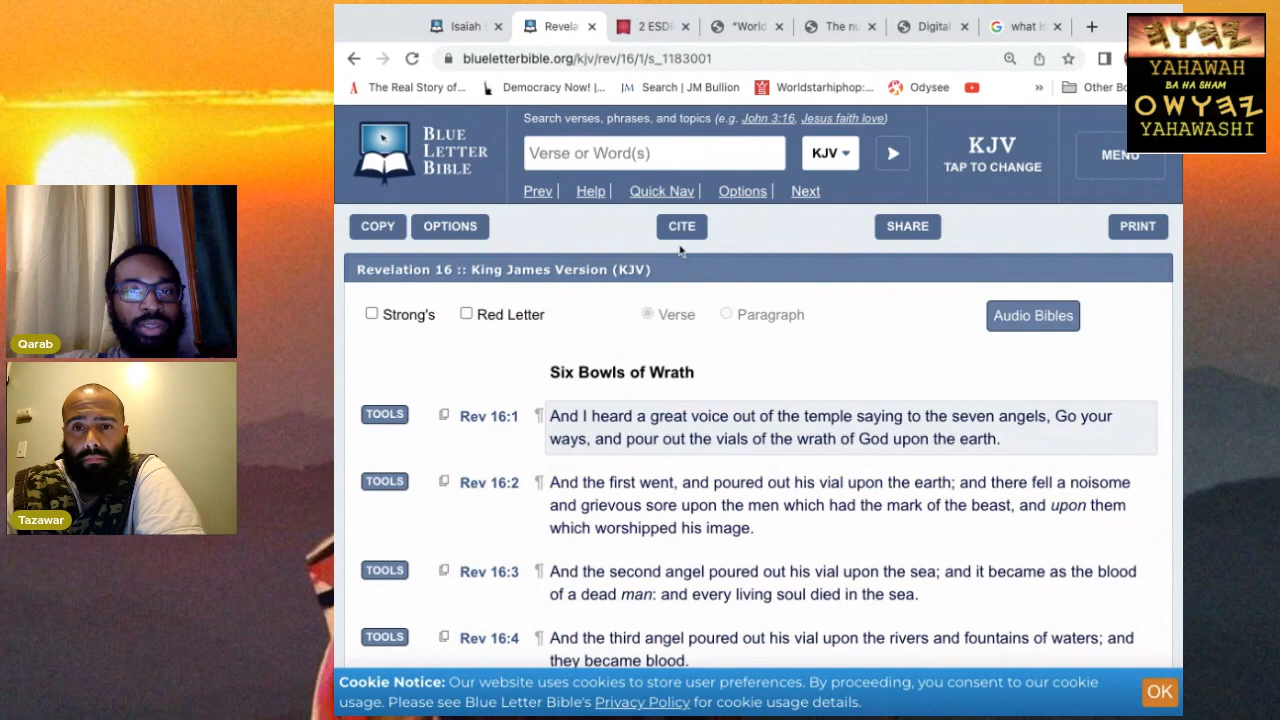 Isaiah
Revela
2 ESDF
"World
The nu
Digital
what is
blueletterbible.org/kjv/rev/16/1/s_1183001
The Real Story of...
Democracy Now! |...
JM Search | JM Bullion
Worldstarhiphop:...
Odysee
»
Other Bo
YAHAWAH
BA HA SHAM
YAHAWASHI
BLUE
LETTER
BIBLE
Search verses, phrases, and topics (e.g. John 3:16, Jesus faith love)
Verse or Word(s)
KJV
KJV
TAP TO CHANGE
MENU
Prev | Help | Quick Nav | Options | Next
COPY
OPTIONS
CITE
SHARE
PRINT
Revelation 16 :: King James Version (KJV)
Strong's
Red Letter
Verse
Paragraph
Audio Bibles
Six Bowls of Wrath
TOOLS Rev 16:1 ¶ And I heard a great voice out of the temple saying to the seven angels, Go your
ways, and pour out the vials of the wrath of God upon the earth.
TOOLS Rev 16:2 ¶ And the first went, and poured out his vial upon the earth; and there fell a noisome
and grievous sore upon the men which had the mark of the beast, and upon them
which worshipped his image.
TOOLS Rev 16:3 ¶ And the second angel poured out his vial upon the sea; and it became as the blood
of a dead man: and every living soul died in the sea.
TOOLS Rev 16:4 ¶ And the third angel poured out his vial upon the rivers and fountains of waters; and
they became blood.
Cookie Notice: Our website uses cookies to store user preferences. By proceeding, you consent to our cookie
usage. Please see Blue Letter Bible's Privacy Policy for cookie usage details.
OK
Qarab
Tazawar